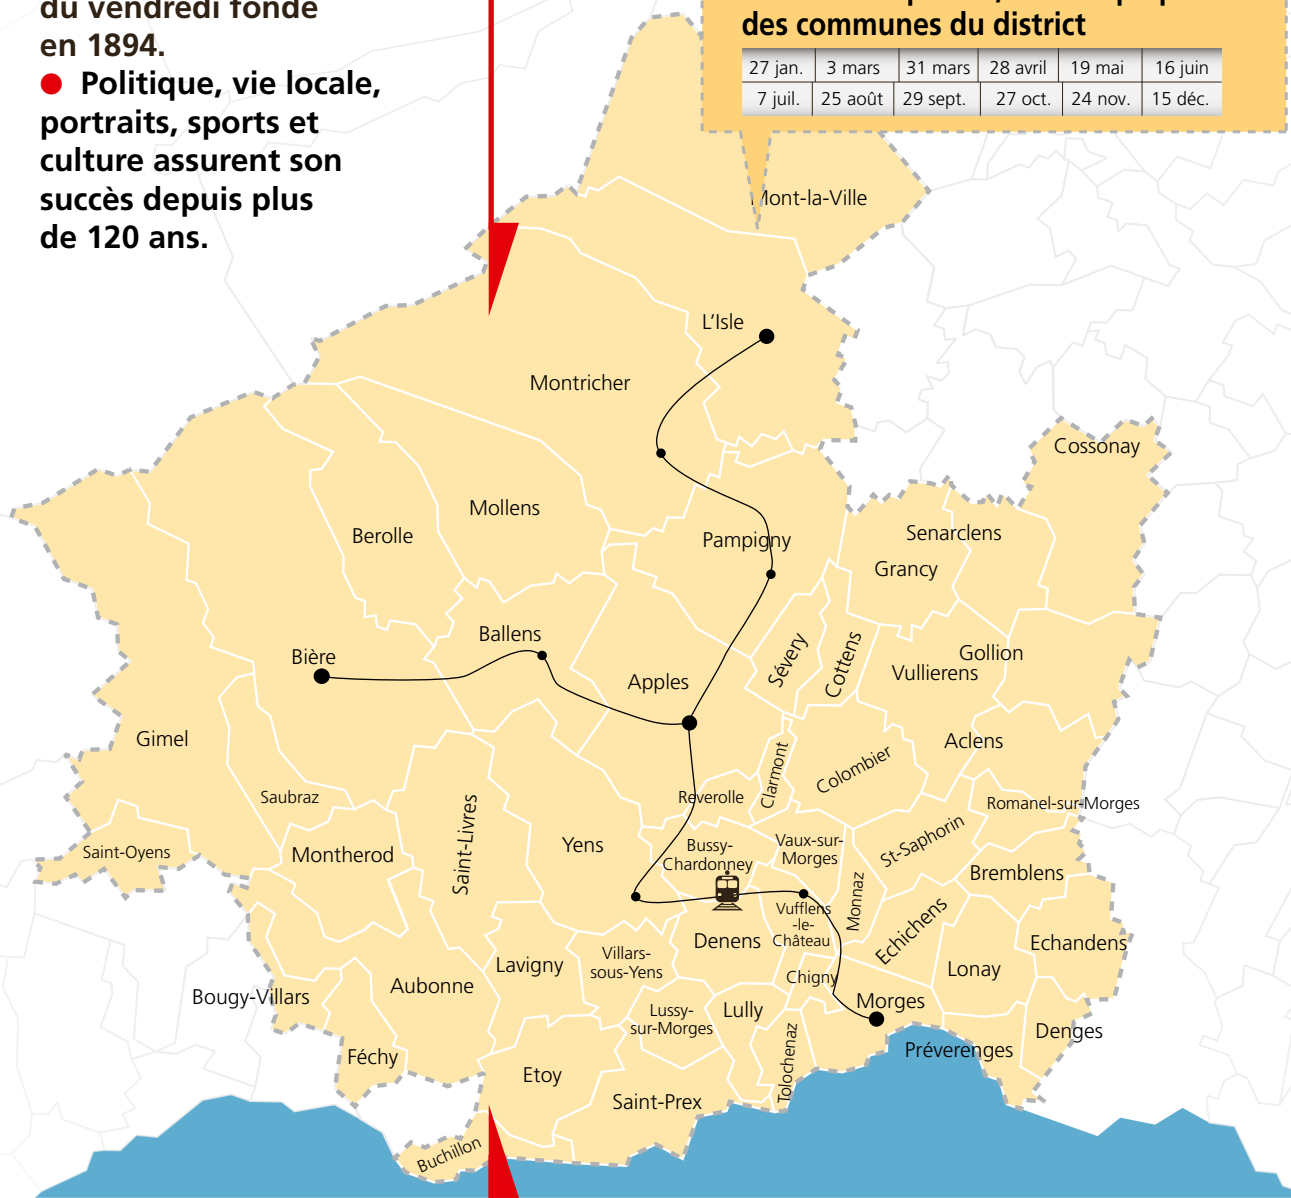 du vendredi fondé
en 1894.
● Politique, vie locale,
portraits, sports et
culture assurent son
succès depuis plus
de 120 ans.
des communes du district
27 jan. 3 mars 31 mars 28 avril 19 mai 16 juin
7 juil. 25 août 29 sept. 27 oct. 24 nov. 15 déc.
Mont-la-Ville
L'Isle
Montricher
Cossonay
Mollens
Berolle
Pampigny
Senarclens
Grancy
Ballens
Bière
Apples
Sévery
Cottens
Gollion
Vullierens
Gimel
Aclens
Clarmont
Colombier
Saubraz
Reverolle
Romanel-sur-Morges
Saint-Livres
Yens
Saint-Oyens
Montherod
Bussy-
Chardonney
Vaux-sur-
Morges
St-Saphorin
Bremblens
Monnaz
Vufflens
-le-
Château
Echichens
Denens
Echandens
Villars-
sous-Yens
Lavigny
Lonay
Aubonne
Chigny
Bougy-Villars
Morges
Lussy-
sur-Morges
Lully
Denges
Féchy
Tolochenaz
Préverenges
Etoy
Saint-Prex
Buchillon